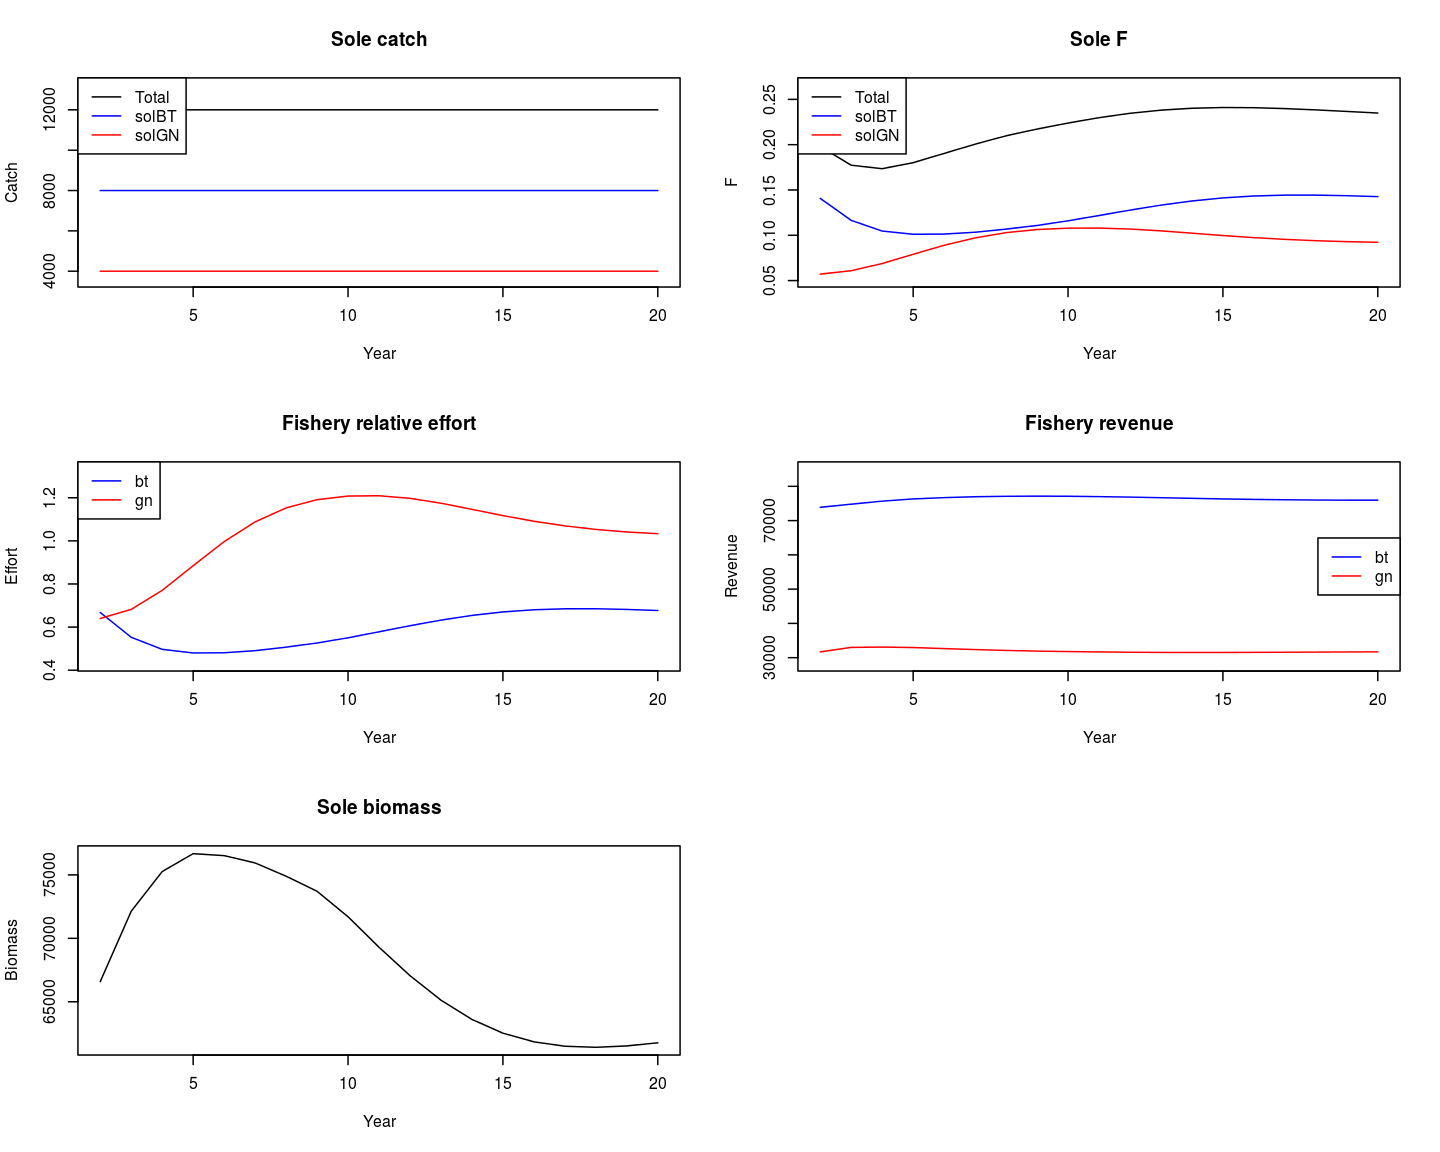 Sole catch
Total
solBT
solGN
Catch
4000
8000
12000
5
10
15
20
Year
Sole F
Total
solBT
solGN
F
0.05
0.10
0.15
0.20
0.25
5
10
15
20
Year
Fishery relative effort
bt
gn
Effort
0.4
0.6
0.8
1.0
1.2
5
10
15
20
Year
Fishery revenue
bt
gn
Revenue
30000
50000
70000
5
10
15
20
Year
Sole biomass
Biomass
65000
70000
75000
5
10
15
20
Year